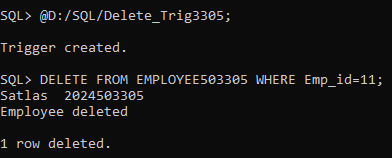 SQL> @D:/SQL/Delete_Trig3305;
Trigger created.
SQL> DELETE FROM EMPLOYEE503305 WHERE Emp_id=11;
Satlas  2024503305
Employee deleted
1 row deleted.